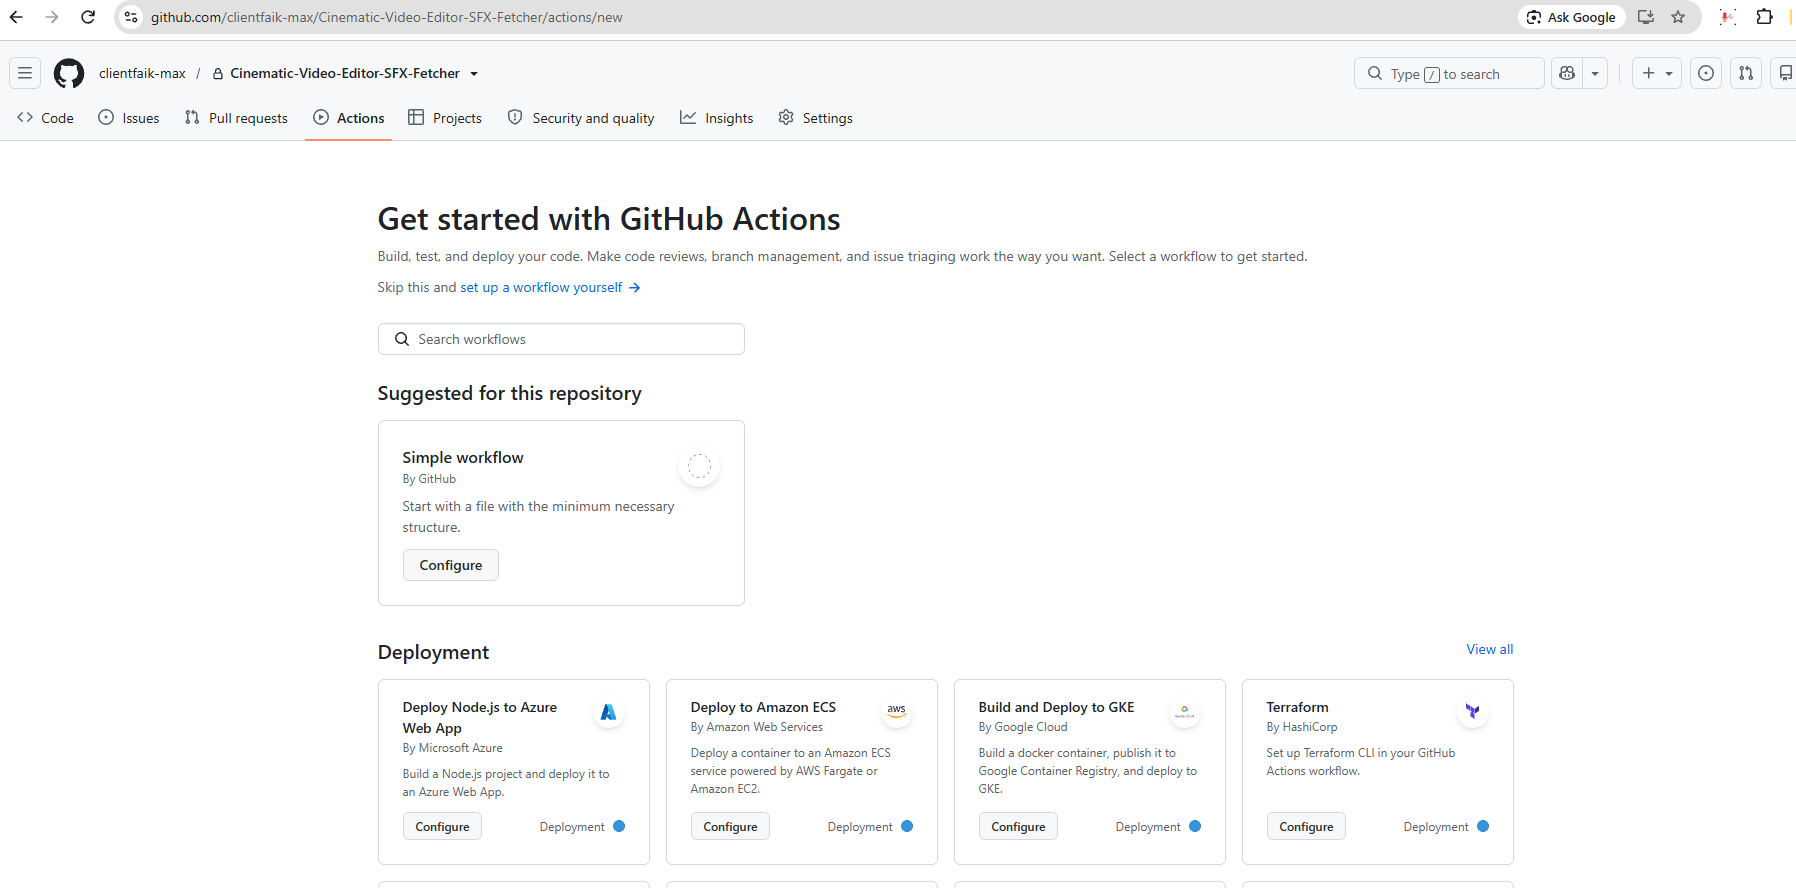 github.com/clientfaik-max/Cinematic-Video-Editor-SFX-Fetcher/actions/new
Ask Google
clientfaik-max / Cinematic-Video-Editor-SFX-Fetcher
Type / to search
Code
Issues
Pull requests
Actions
Projects
Security and quality
Insights
Settings
Get started with GitHub Actions
Build, test, and deploy your code. Make code reviews, branch management, and issue triaging work the way you want. Select a workflow to get started.
Skip this and set up a workflow yourself →
Search workflows
Suggested for this repository
Simple workflow
By GitHub
Start with a file with the minimum necessary
structure.
Configure
Deployment
View all
Deploy Node.js to Azure
Web App
By Microsoft Azure
Build a Node.js project and deploy it to
an Azure Web App.
Configure
Deployment
Deploy to Amazon ECS
By Amazon Web Services
aws
Deploy a container to an Amazon ECS
service powered by AWS Fargate or
Amazon EC2.
Configure
Deployment
Build and Deploy to GKE
By Google Cloud
Build a docker container, publish it to
Google Container Registry, and deploy to
GKE.
Configure
Deployment
Terraform
By HashiCorp
Set up Terraform CLI in your GitHub
Actions workflow.
Configure
Deployment